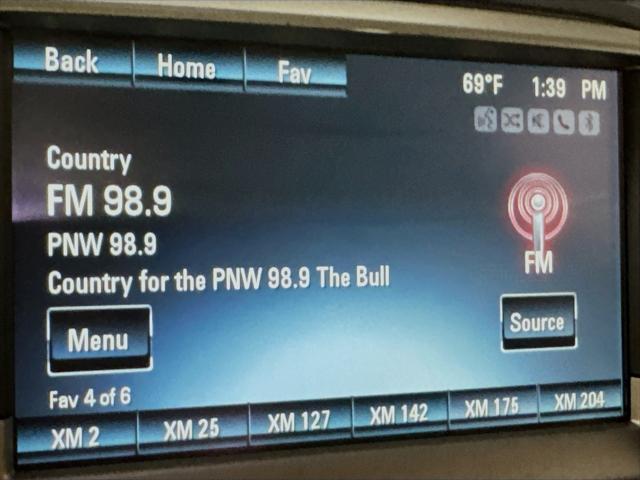 Back Home Fav
69°F 1:39 PM
Country
FM 98.9
PNW 98.9
Country for the PNW 98.9 The Bull
FM
Menu
Source
Fav 4 of 6
XM 2 XM 25 XM 127 XM 142 XM 175 XM 204